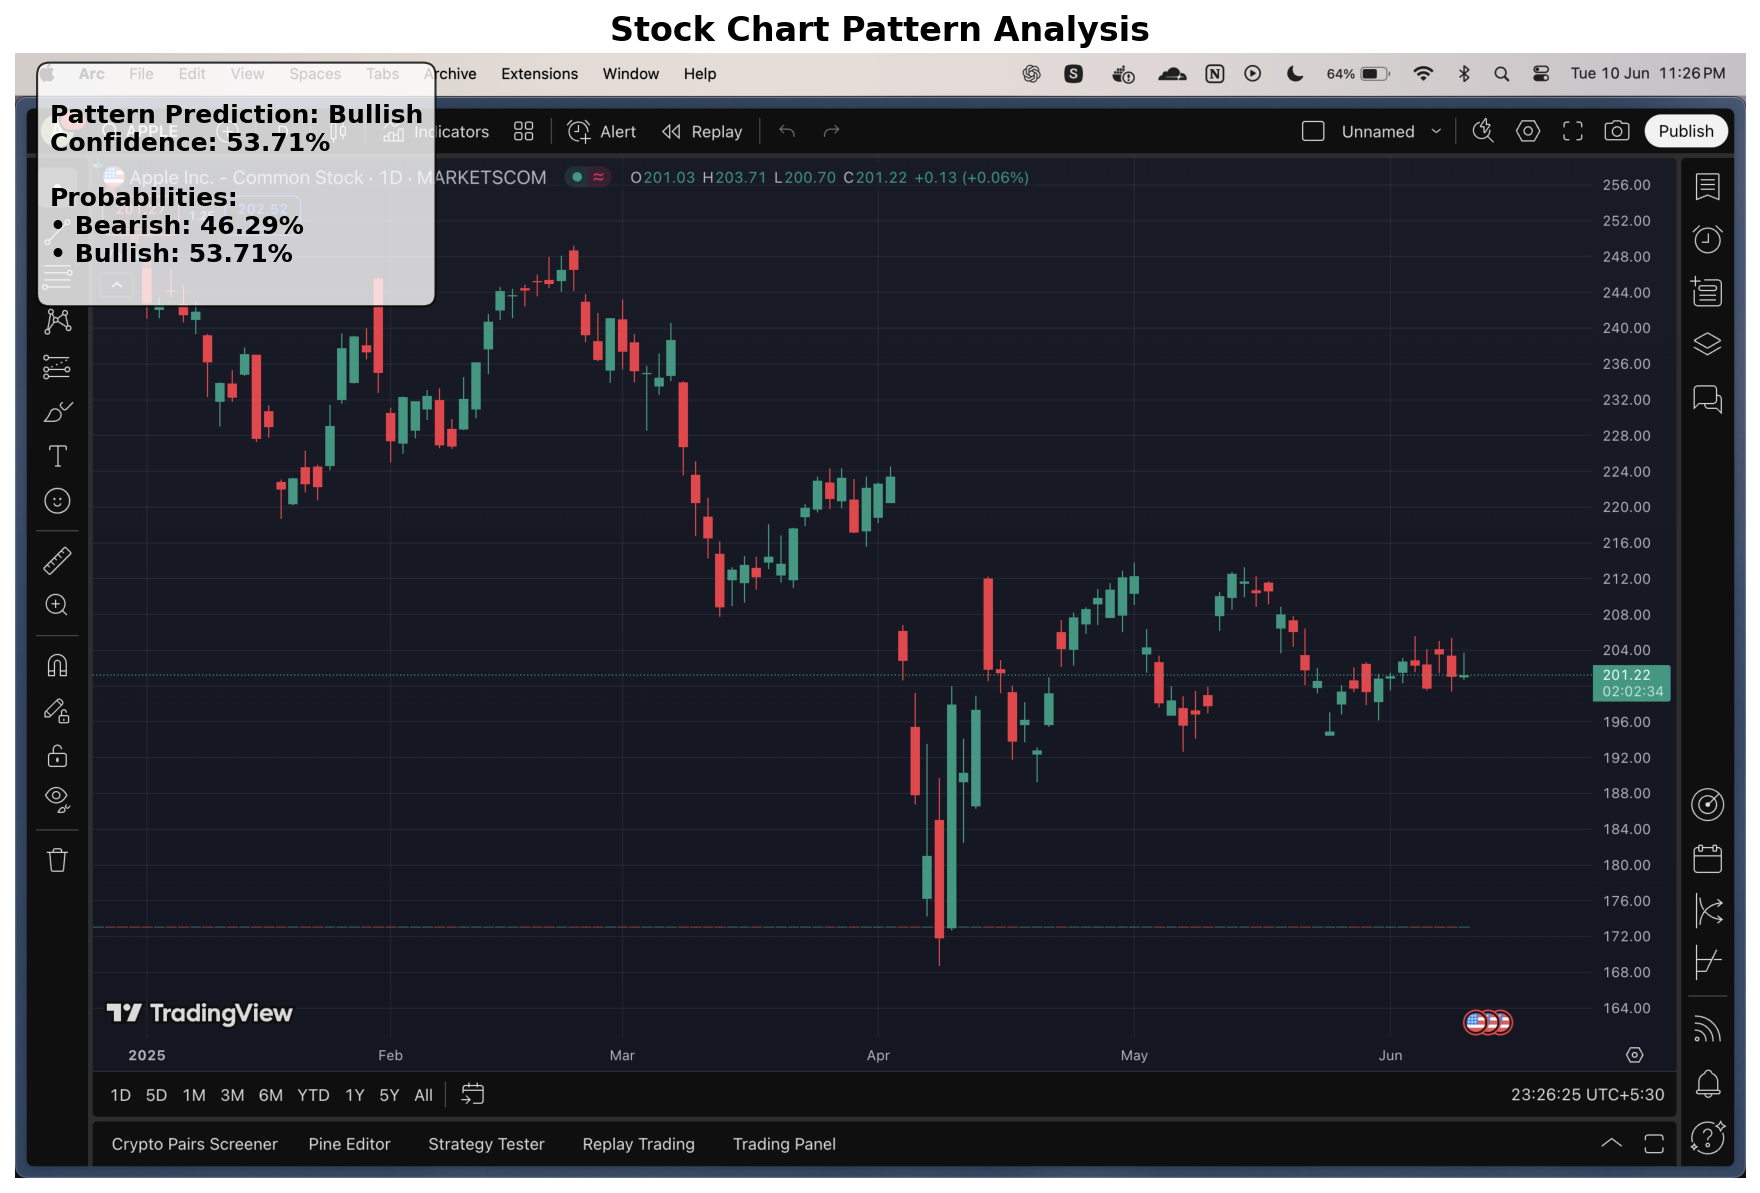 Stock Chart Pattern Analysis
Arc File Edit View Spaces Tabs Archive Extensions Window Help
S N 64% Tue 10 Jun 11:26 PM
Pattern Prediction: Bullish
Confidence: 53.71%
Probabilities:
• Bearish: 46.29%
• Bullish: 53.71%
APPLE Indicators Alert Replay Unnamed Publish
Apple Inc. - Common Stock · 1D · MARKETSCOM O201.03 H203.71 L200.70 C201.22 +0.13 (+0.06%)
202.52
256.00
252.00
248.00
244.00
240.00
236.00
232.00
228.00
224.00
220.00
216.00
212.00
208.00
204.00
201.22
02:02:34
196.00
192.00
188.00
184.00
180.00
176.00
172.00
168.00
164.00
TradingView
2025 Feb Mar Apr May Jun
1D 5D 1M 3M 6M YTD 1Y 5Y All 23:26:25 UTC+5:30
Crypto Pairs Screener Pine Editor Strategy Tester Replay Trading Trading Panel